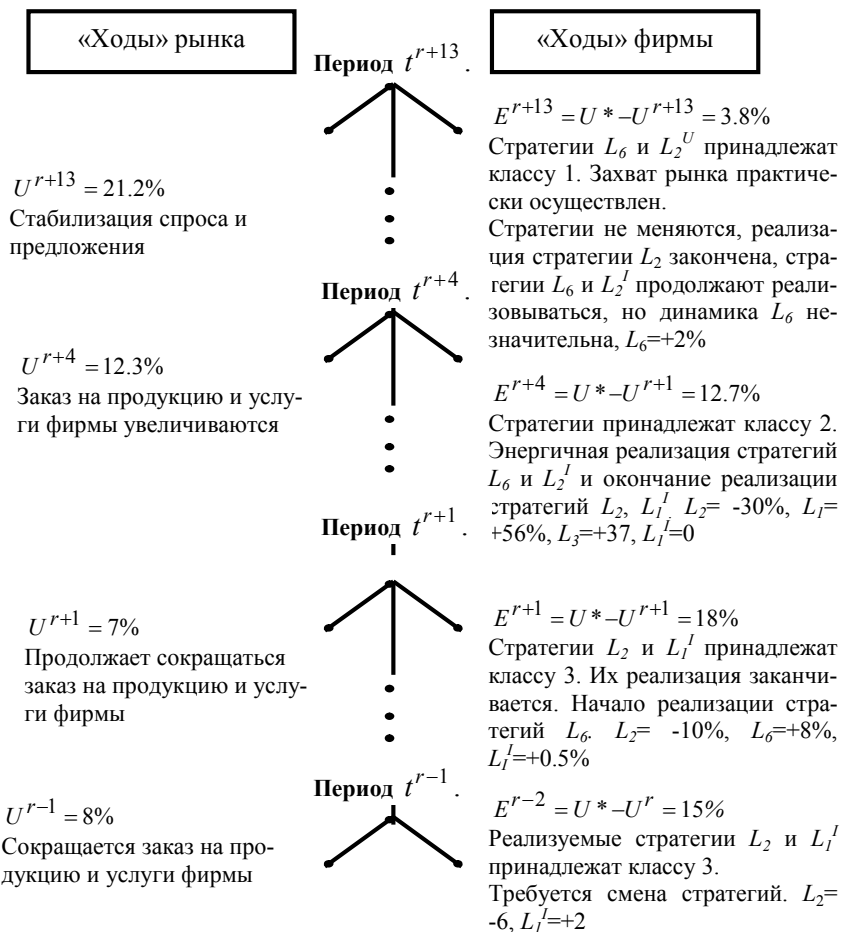 «Ходы» рынка
«Ходы» фирмы
Период t^{r+13}.
E^{r+13} = U * −U^{r+13} = 3.8%
Стратегии L_6 и L_2^U принадлежат
классу 1. Захват рынка практиче-
ски осуществлен.
Стратегии не меняются, реализа-
ция стратегии L_2 закончена, стра-
тегии L_6 и L_2^I продолжают реали-
зовываться, но динамика L_6 не-
значительна, L_6=+2%
U^{r+13} = 21.2%
Стабилизация спроса и
предложения
Период t^{r+4}.
E^{r+4} = U * −U^{r+1} = 12.7%
Стратегии принадлежат классу 2.
Энергичная реализация стратегий
L_6 и L_2^I и окончание реализации
стратегий L_2, L_1^I. L_2= -30%, L_1=
+56%, L_3=+37, L_1^I=0
U^{r+4} = 12.3%
Заказ на продукцию и услу-
ги фирмы увеличиваются
Период t^{r+1}.
E^{r+1} = U * −U^{r+1} = 18%
Стратегии L_2 и L_1^I принадлежат
классу 3. Их реализация заканчи-
вается. Начало реализации стра-
тегий L_6. L_2= -10%, L_6=+8%,
L_1^I=+0.5%
U^{r+1} = 7%
Продолжает сокращаться
заказ на продукцию и услу-
ги фирмы
Период t^{r−1}.
E^{r−2} = U * −U^r = 15%
Реализуемые стратегии L_2 и L_1^I
принадлежат классу 3.
Требуется смена стратегий. L_2=
-6, L_1^I=+2
U^{r−1} = 8%
Сокращается заказ на про-
дукцию и услуги фирмы